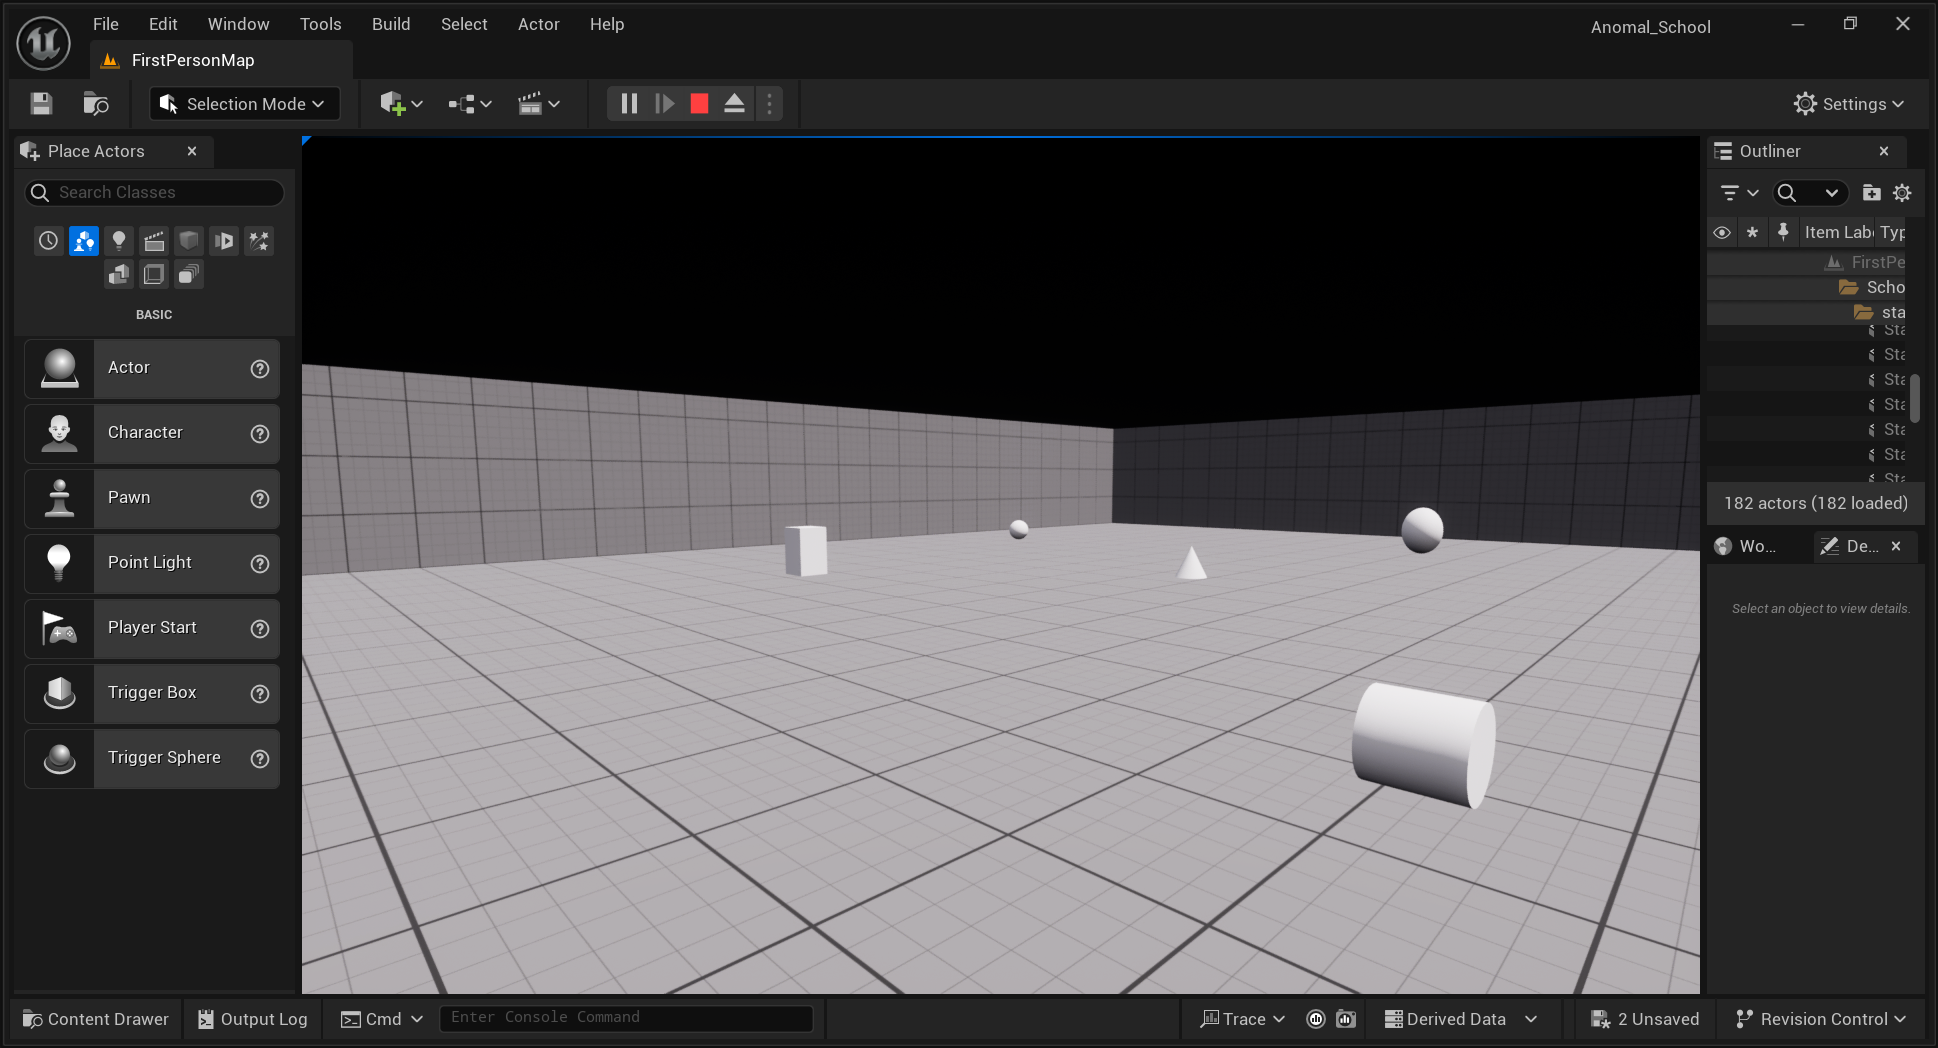 File Edit Window Tools Build Select Actor Help
Anomal_School
FirstPersonMap
Selection Mode
Settings
Place Actors
Search Classes
BASIC
Actor
Character
Pawn
Point Light
Player Start
Trigger Box
Trigger Sphere
Outliner
Item Lab Typ
FirstPe
Scho
sta
Sta
Sta
Sta
Sta
Sta
Sta
Sta
182 actors (182 loaded)
Wo... De...
Select an object to view details.
Content Drawer Output Log Cmd Enter Console Command Trace Derived Data 2 Unsaved Revision Control